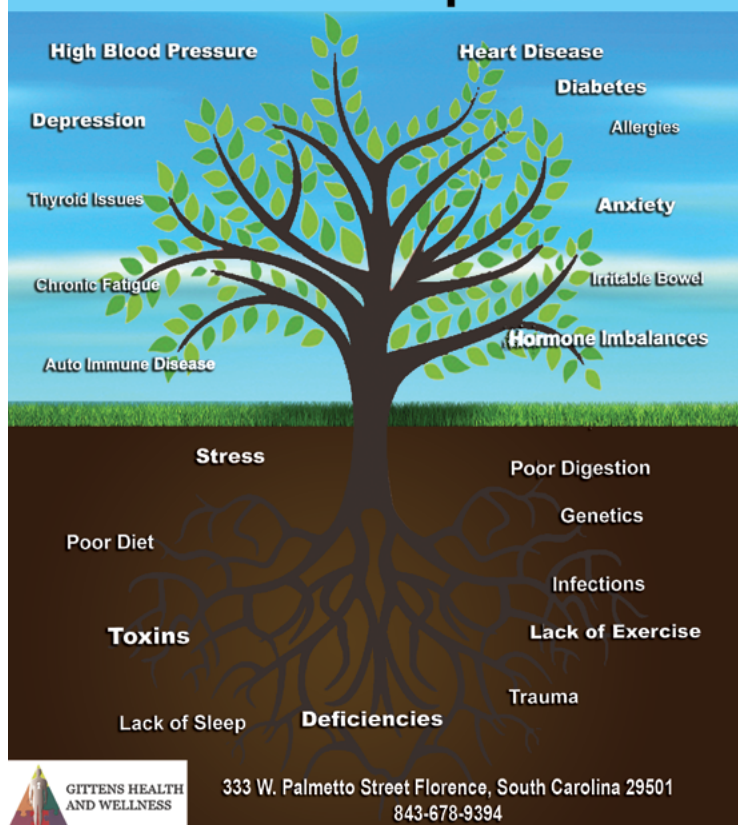 High Blood Pressure
Heart Disease
Diabetes
Depression
Allergies
Thyroid Issues
Anxiety
Chronic Fatigue
Irritable Bowel
Hormone Imbalances
Auto Immune Disease
Stress
Poor Digestion
Genetics
Poor Diet
Infections
Toxins
Lack of Exercise
Trauma
Lack of Sleep
Deficiencies
GITTENS HEALTH
AND WELLNESS
333 W. Palmetto Street Florence, South Carolina 29501
843-678-9394